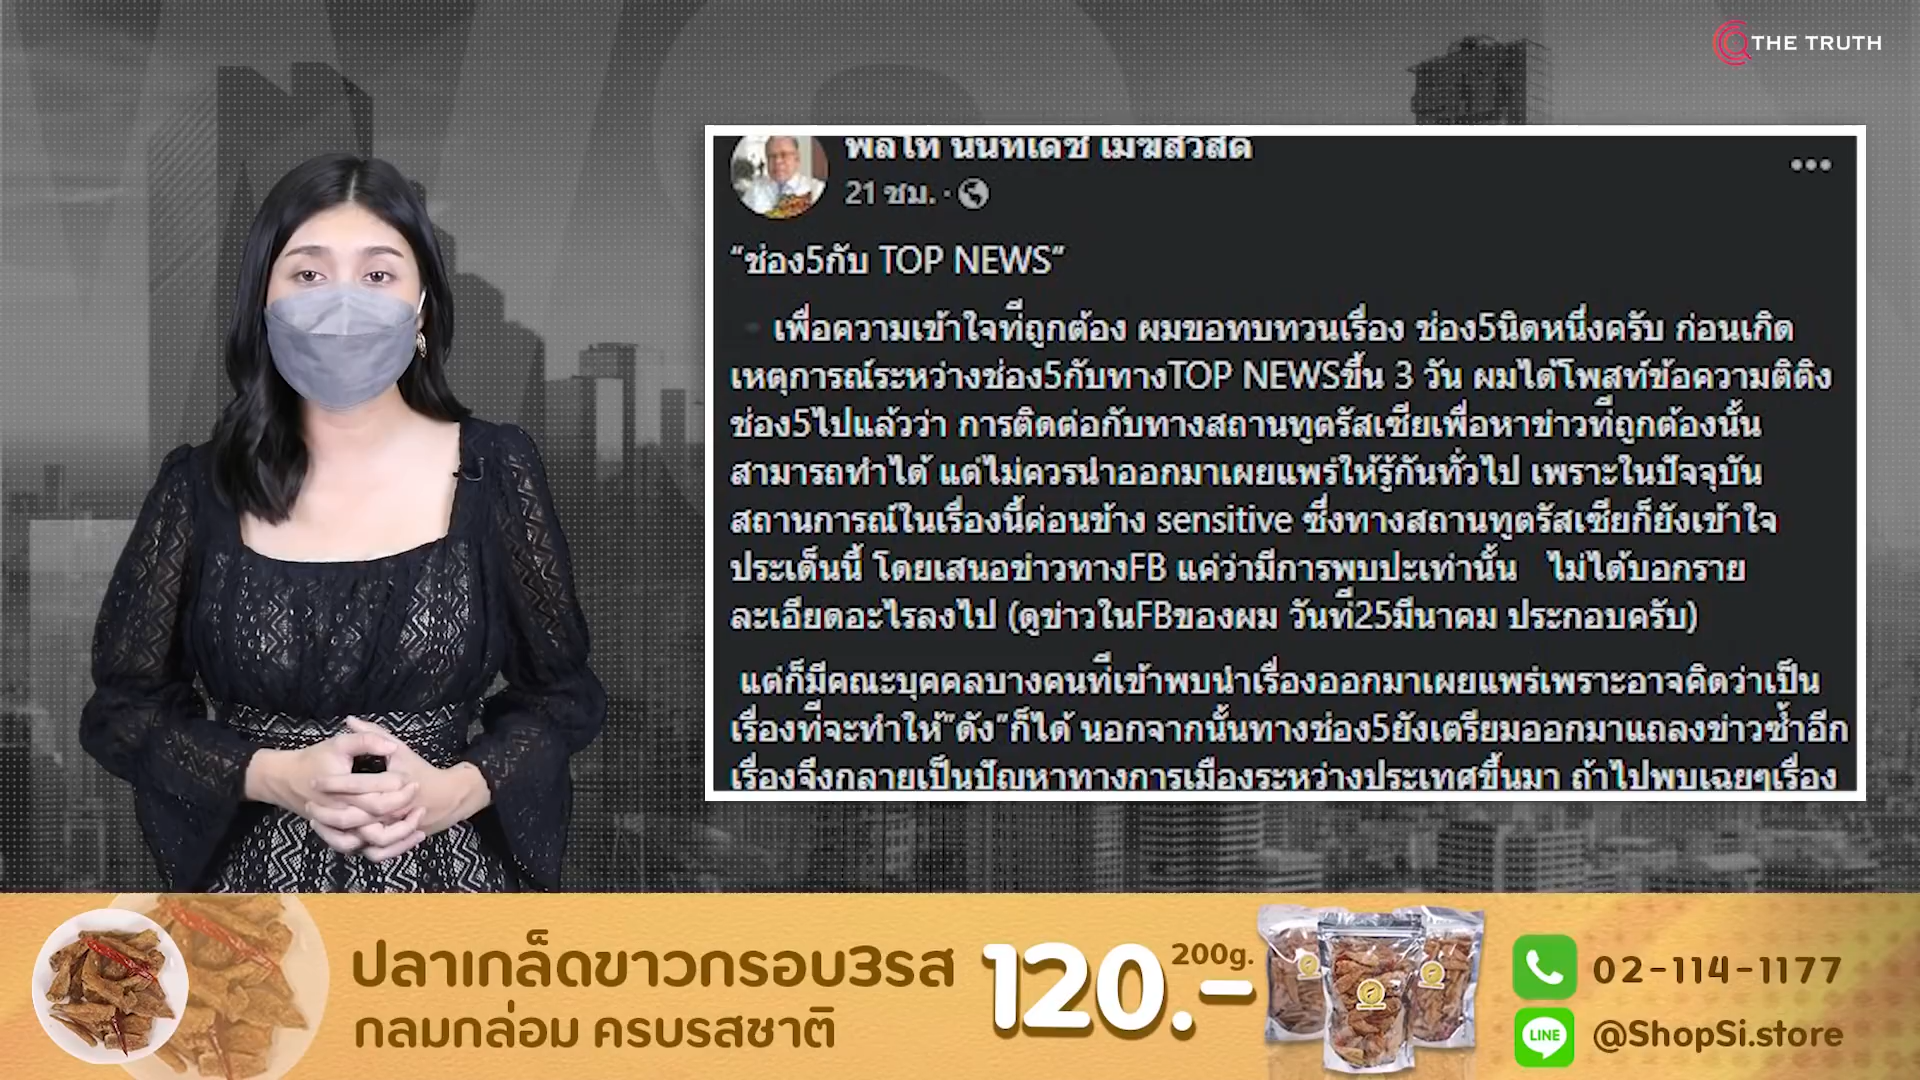 THE TRUTH
พลโท นันทเดช เมฆสวัสดิ์
21 ชม.
“ช่อง5กับ TOP NEWS”
เพื่อความเข้าใจที่ถูกต้อง ผมขอทบทวนเรื่อง ช่อง5นิดหนึ่งครับ ก่อนเกิด
เหตุการณ์ระหว่างช่อง5กับทางTOP NEWSขึ้น 3 วัน ผมได้โพสท์ข้อความติติง
ช่อง5ไปแล้วว่า การติดต่อกับทางสถานทูตรัสเซียเพื่อหาข่าวที่ถูกต้องนั้น
สามารถทำได้ แต่ไม่ควรนำออกมาเผยแพร่ให้รู้กันทั่วไป เพราะในปัจจุบัน
สถานการณ์ในเรื่องนี้ค่อนข้าง sensitive ซึ่งทางสถานทูตรัสเซียก็ยังเข้าใจ
ประเด็นนี้ โดยเสนอข่าวทางFB แค่ว่ามีการพบปะเท่านั้น ไม่ได้บอกราย
ละเอียดอะไรลงไป (ดูข่าวในFBของผม วันที่25มีนาคม ประกอบครับ)
แต่ก็มีคณะบุคคลบางคนที่เข้าพบนำเรื่องออกมาเผยแพร่เพราะอาจคิดว่าเป็น
เรื่องที่จะทำให้”ดัง”ก็ได้ นอกจากนั้นทางช่อง5ยังเตรียมออกมาแถลงข่าวซ้ำอีก
เรื่องจึงกลายเป็นปัญหาทางการเมืองระหว่างประเทศขึ้นมา ถ้าไปพบเฉยๆเรื่อง
ปลาเกล็ดขาวกรอบ3รส
กลมกล่อม ครบรสชาติ
120.-
200g.
02-114-1177
LINE
@ShopSi.store